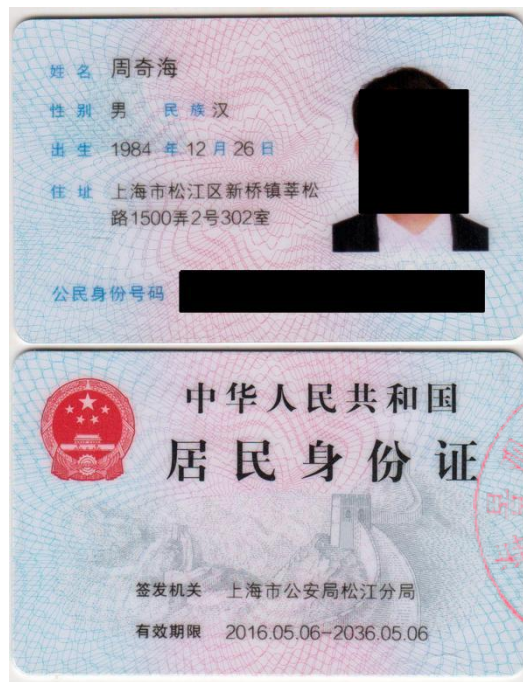 姓名 周奇海
性别 男 民族 汉
出生 1984 年 12 月 26 日
住址 上海市松江区新桥镇莘松
路1500弄2号302室
公民身份号码
中华人民共和国
居民身份证
签发机关 上海市公安局松江分局
有效期限 2016.05.06-2036.05.06